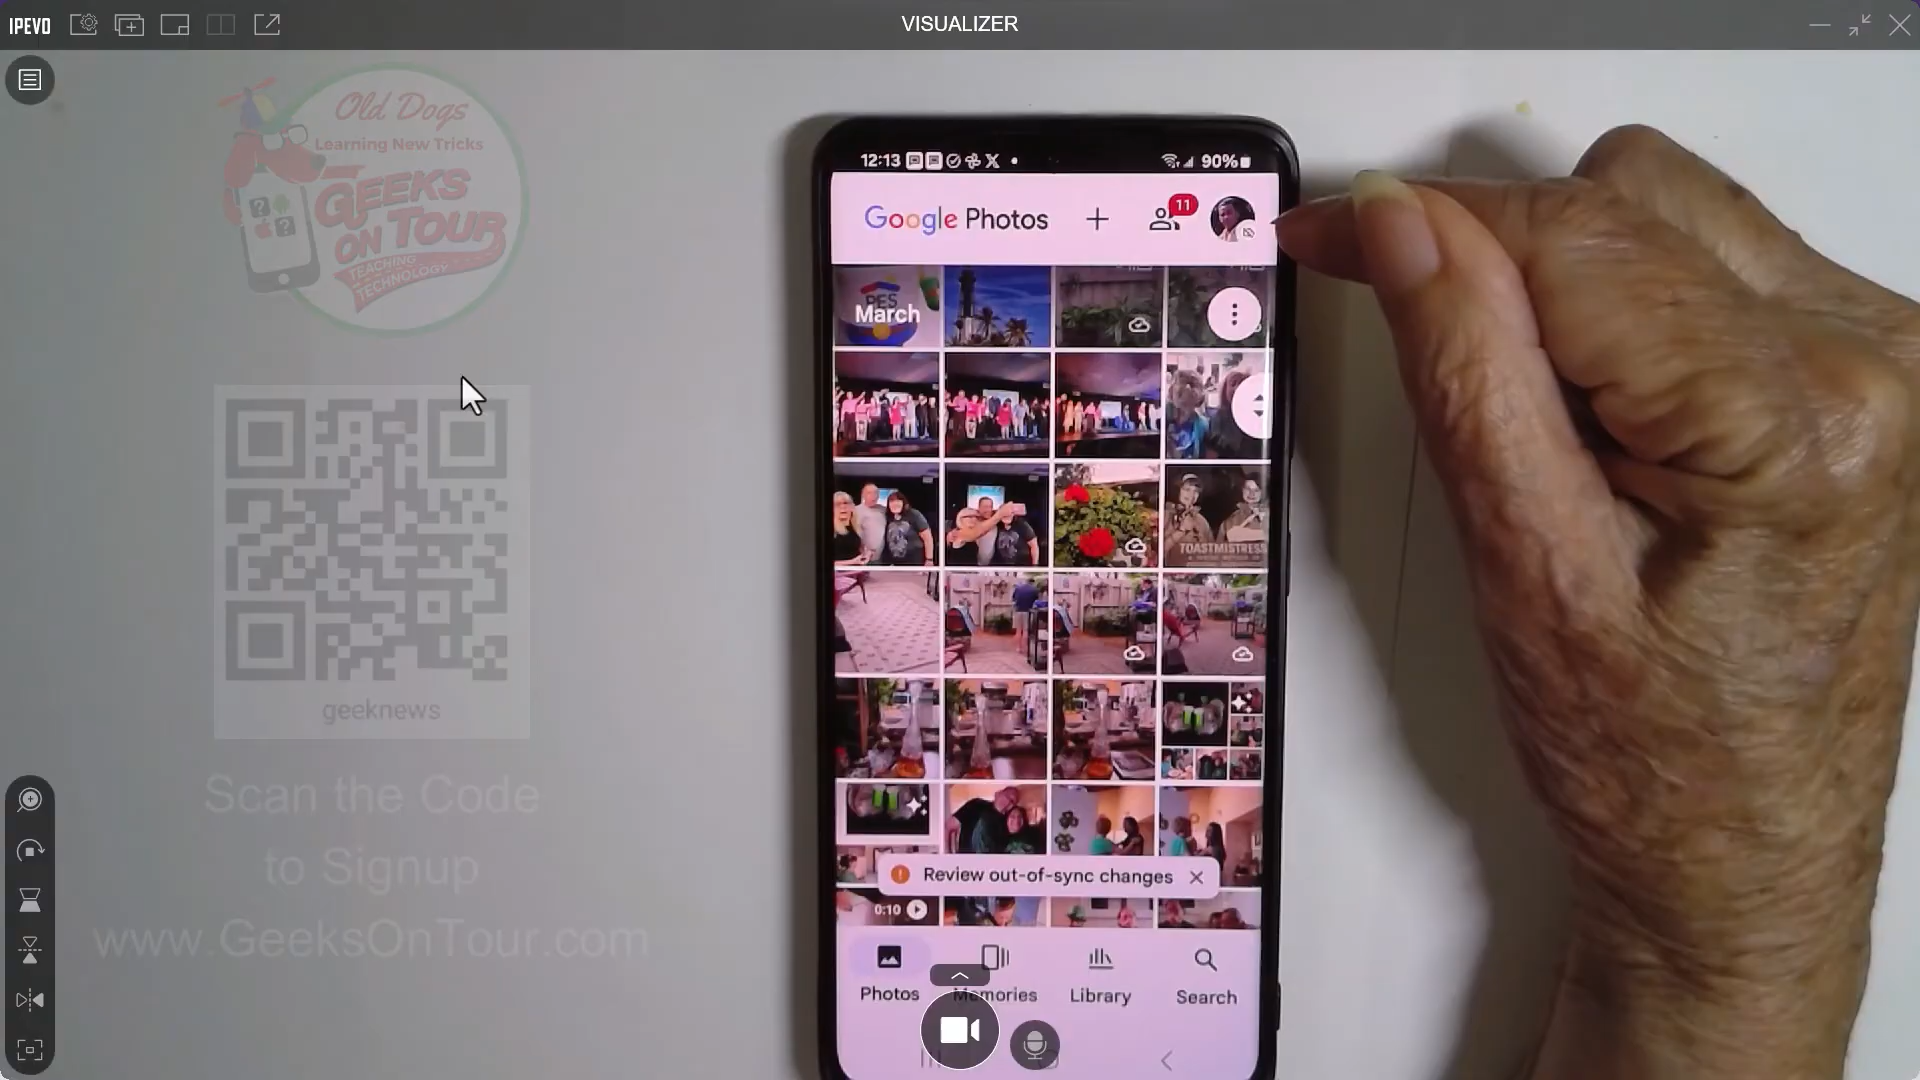 IPEVO
VISUALIZER
Old Dogs
Learning New Tricks
GEEKS
ON TOUR
TEACHING
TECHNOLOGY
geeknews
Scan the Code
to Signup
www.GeeksOnTour.com
12:13
90%
Google Photos
11
PES
March
TOASTMISTRESS
Review out-of-sync changes
0:10
Photos
Memories
Library
Search